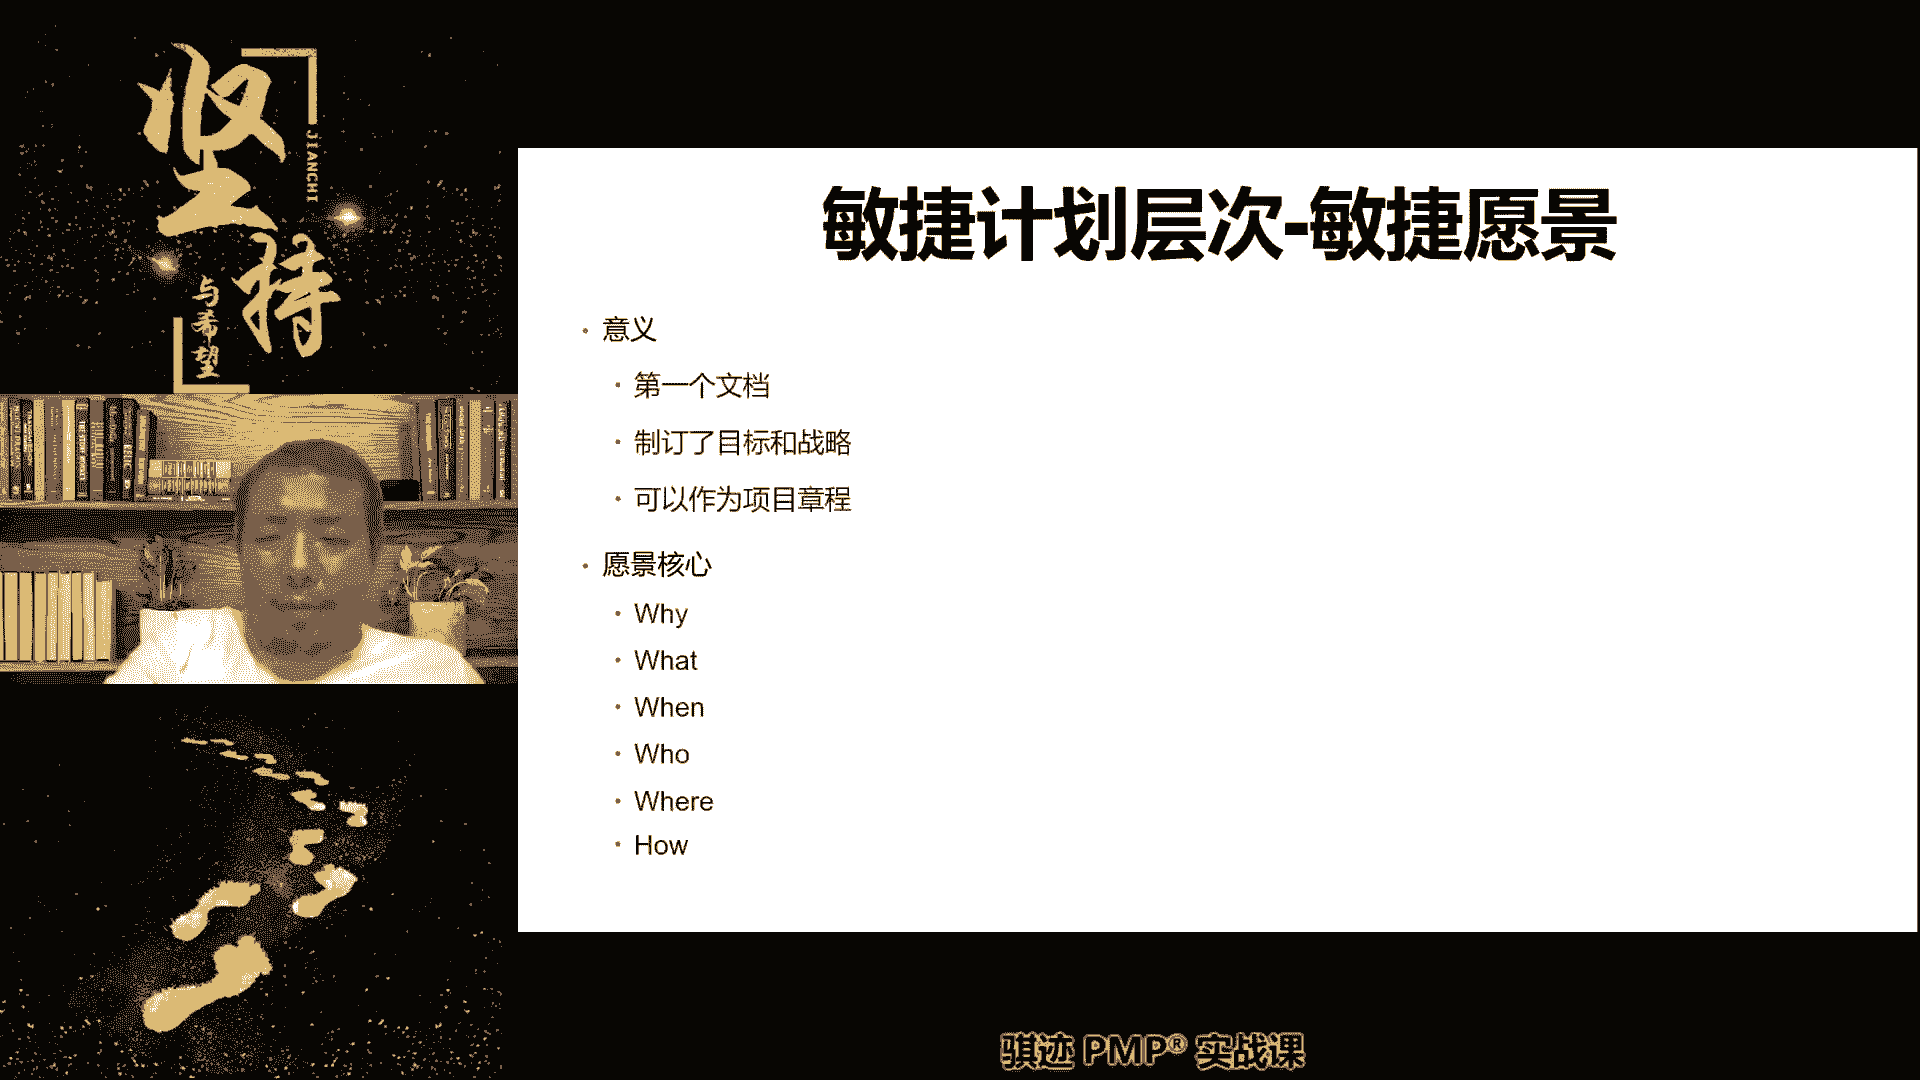 坚持
JIANCHI
与希望
敏捷计划层次-敏捷愿景
• 意义
• 第一个文档
• 制订了目标和战略
• 可以作为项目章程
• 愿景核心
• Why
• What
• When
• Who
• Where
• How
骐迹 PMP® 实战课